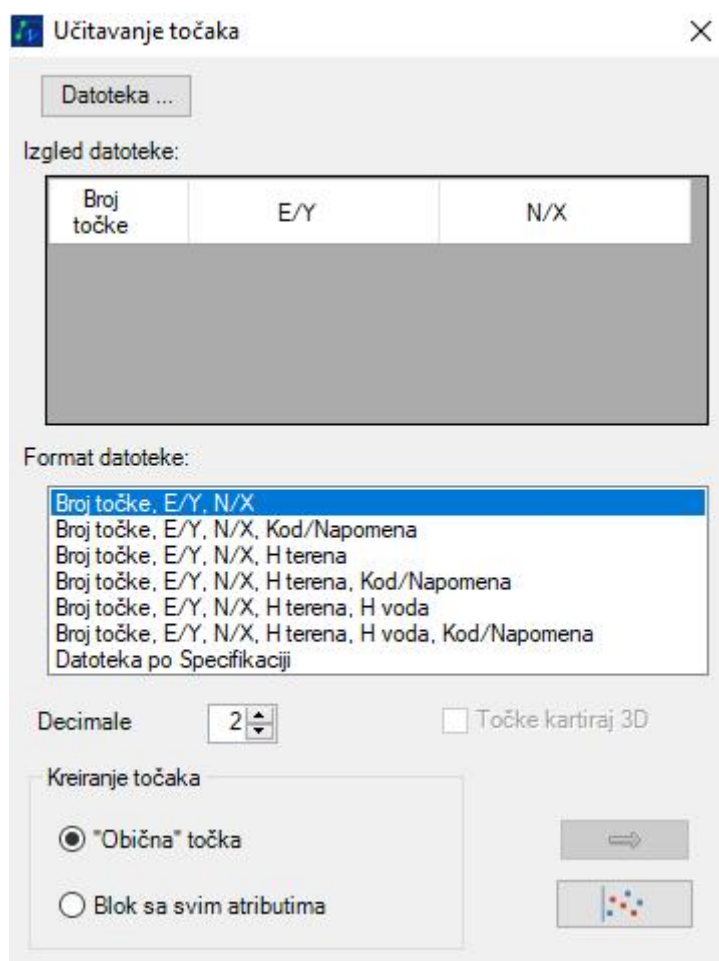 Učitavanje točaka
Datoteka ...
Izgled datoteke:
Broj
točke
E/Y
N/X
Format datoteke:
Broj točke, E/Y, N/X
Broj točke, E/Y, N/X, Kod/Napomena
Broj točke, E/Y, N/X, H terena
Broj točke, E/Y, N/X, H terena, Kod/Napomena
Broj točke, E/Y, N/X, H terena, H voda
Broj točke, E/Y, N/X, H terena, H voda, Kod/Napomena
Datoteka po Specifikaciji
Decimale 2 Točke kartiraj 3D
Kreiranje točaka
"Obična" točka
Blok sa svim atributima